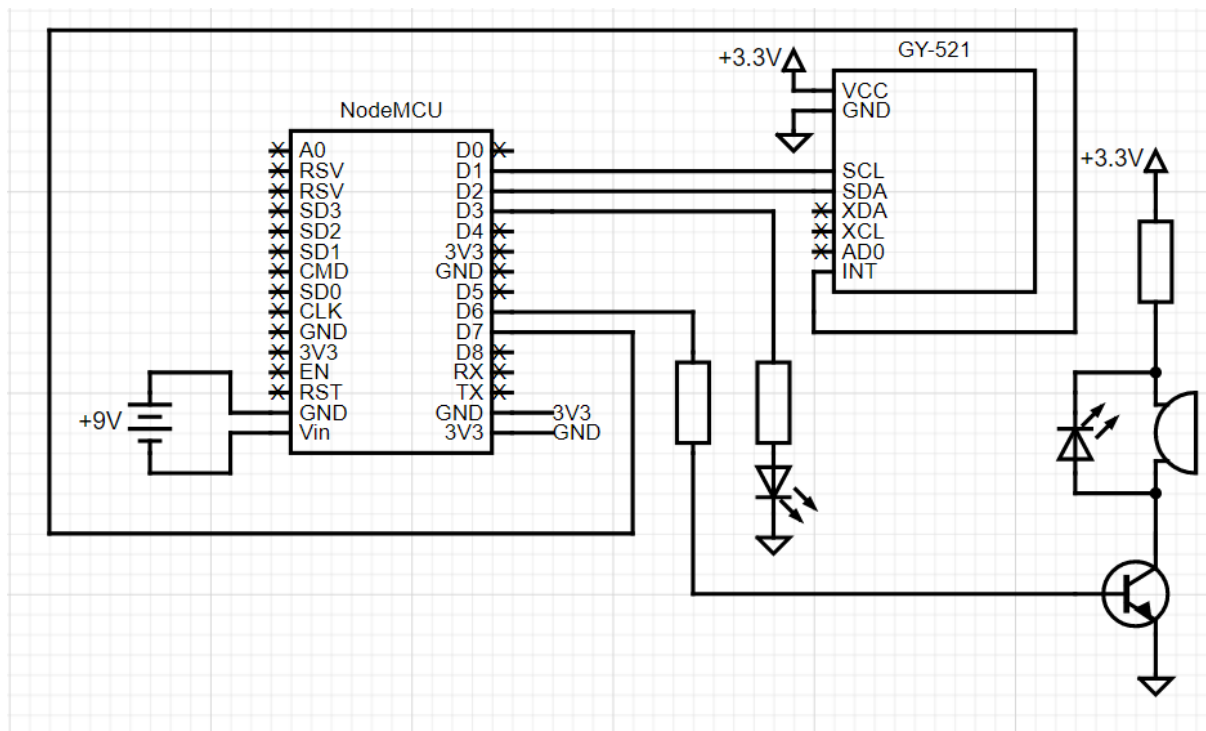 GY-521
+3.3V
VCC
GND
NodeMCU
A0 D0
RSV D1 SCL
RSV D2 SDA
SD3 D3 XDA
SD2 D4 XCL
SD1 3V3 AD0
CMD GND INT
SD0 D5
CLK D6
GND D7
3V3 D8
EN RX
RST TX
GND GND 3V3
Vin 3V3 GND
+9V
+3.3V